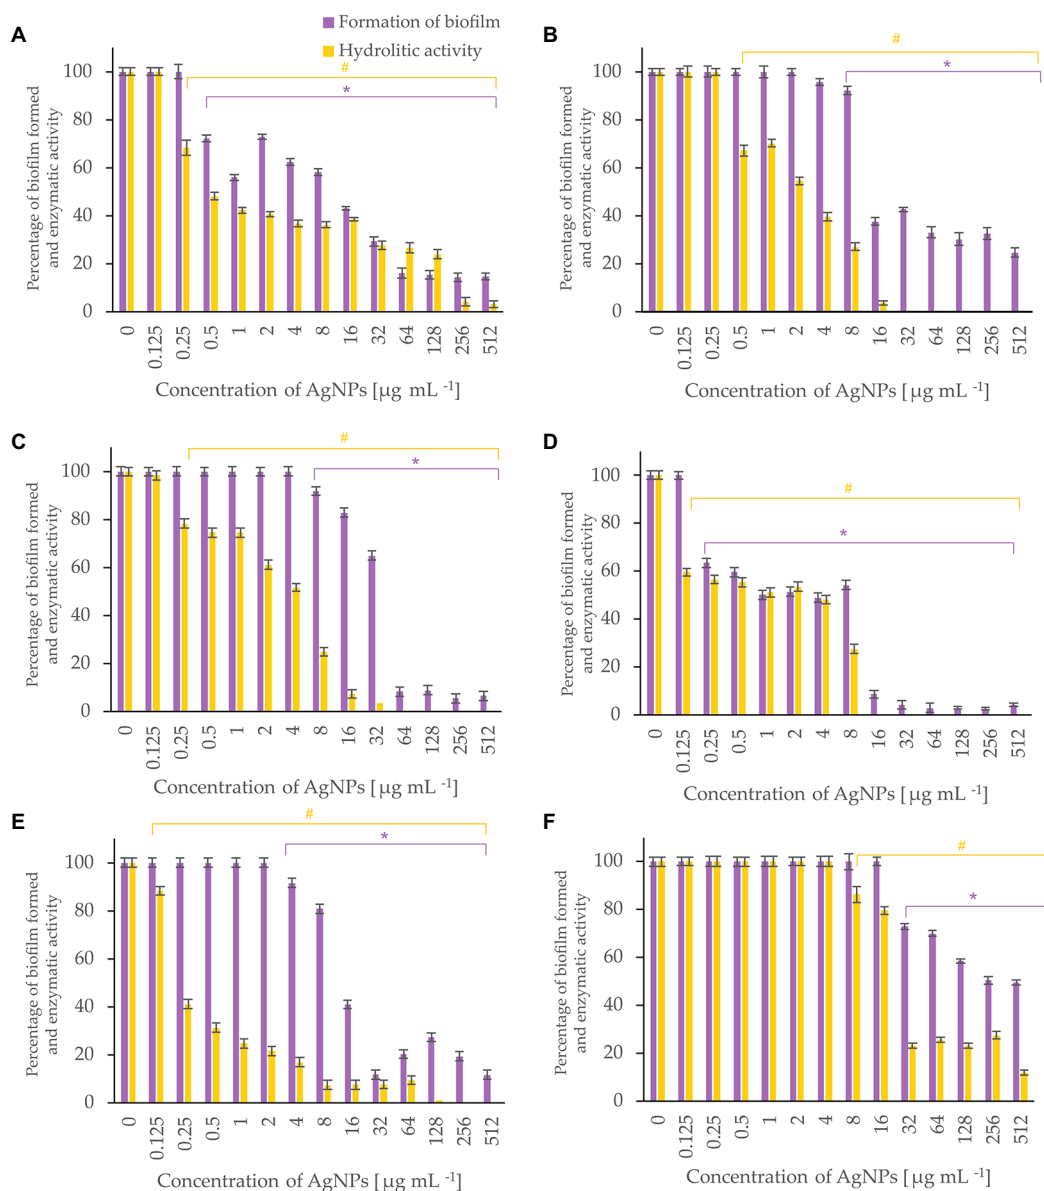 Formation of biofilm
Hydrolitic activity
A
#
*
Percentage of biofilm formed
and enzymatic activity
100
80
60
40
20
0
0 0.125 0.25 0.5 1 2 4 8 16 32 64 128 256 512
Concentration of AgNPs [µg mL -1]
B
#
*
Percentage of biofilm formed
and enzymatic activity
100
80
60
40
20
0
0 0.125 0.25 0.5 1 2 4 8 16 32 64 128 256 512
Concentration of AgNPs [µg mL -1]
C
#
*
Percentage of biofilm formed
and enzymatic activity
100
80
60
40
20
0
0 0.125 0.25 0.5 1 2 4 8 16 32 64 128 256 512
Concentration of AgNPs [µg mL -1]
D
#
*
Percentage of biofilm formed
and enzymatic activity
100
80
60
40
20
0
0 0.125 0.25 0.5 1 2 4 8 16 32 64 128 256 512
Concentration of AgNPs [µg mL -1]
E
#
*
Percentage of biofilm formed
and enzymatic activity
100
80
60
40
20
0
0 0.125 0.25 0.5 1 2 4 8 16 32 64 128 256 512
Concentration of AgNPs [µg mL -1]
F
#
*
Percentage of biofilm formed
and enzymatic activity
100
80
60
40
20
0
0 0.125 0.25 0.5 1 2 4 8 16 32 64 128 256 512
Concentration of AgNPs [µg mL -1]